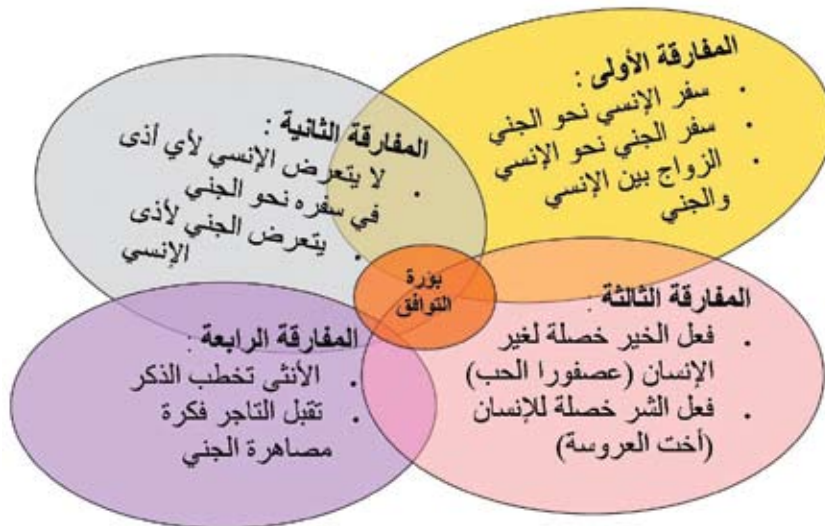 المفارقة الأولى :
. سفر الإنسي نحو الجني
. سفر الجني نحو الإنسي
. الزواج بين الإنسي
والجني
المفارقة الثانية :
. لا يتعرض الإنسي لأي أذى
في سفره نحو الجني
. يتعرض الجني لأذى
الإنسي
بؤرة
التوافق
المفارقة الثالثة :
. فعل الخير خصلة لغير
الإنسان (عصفورا الحب)
. فعل الشر خصلة للإنسان
(أخت العروسة)
المفارقة الرابعة :
. الأنثى تخطب الذكر
. تقبل التاجر فكرة
مصاهرة الجني